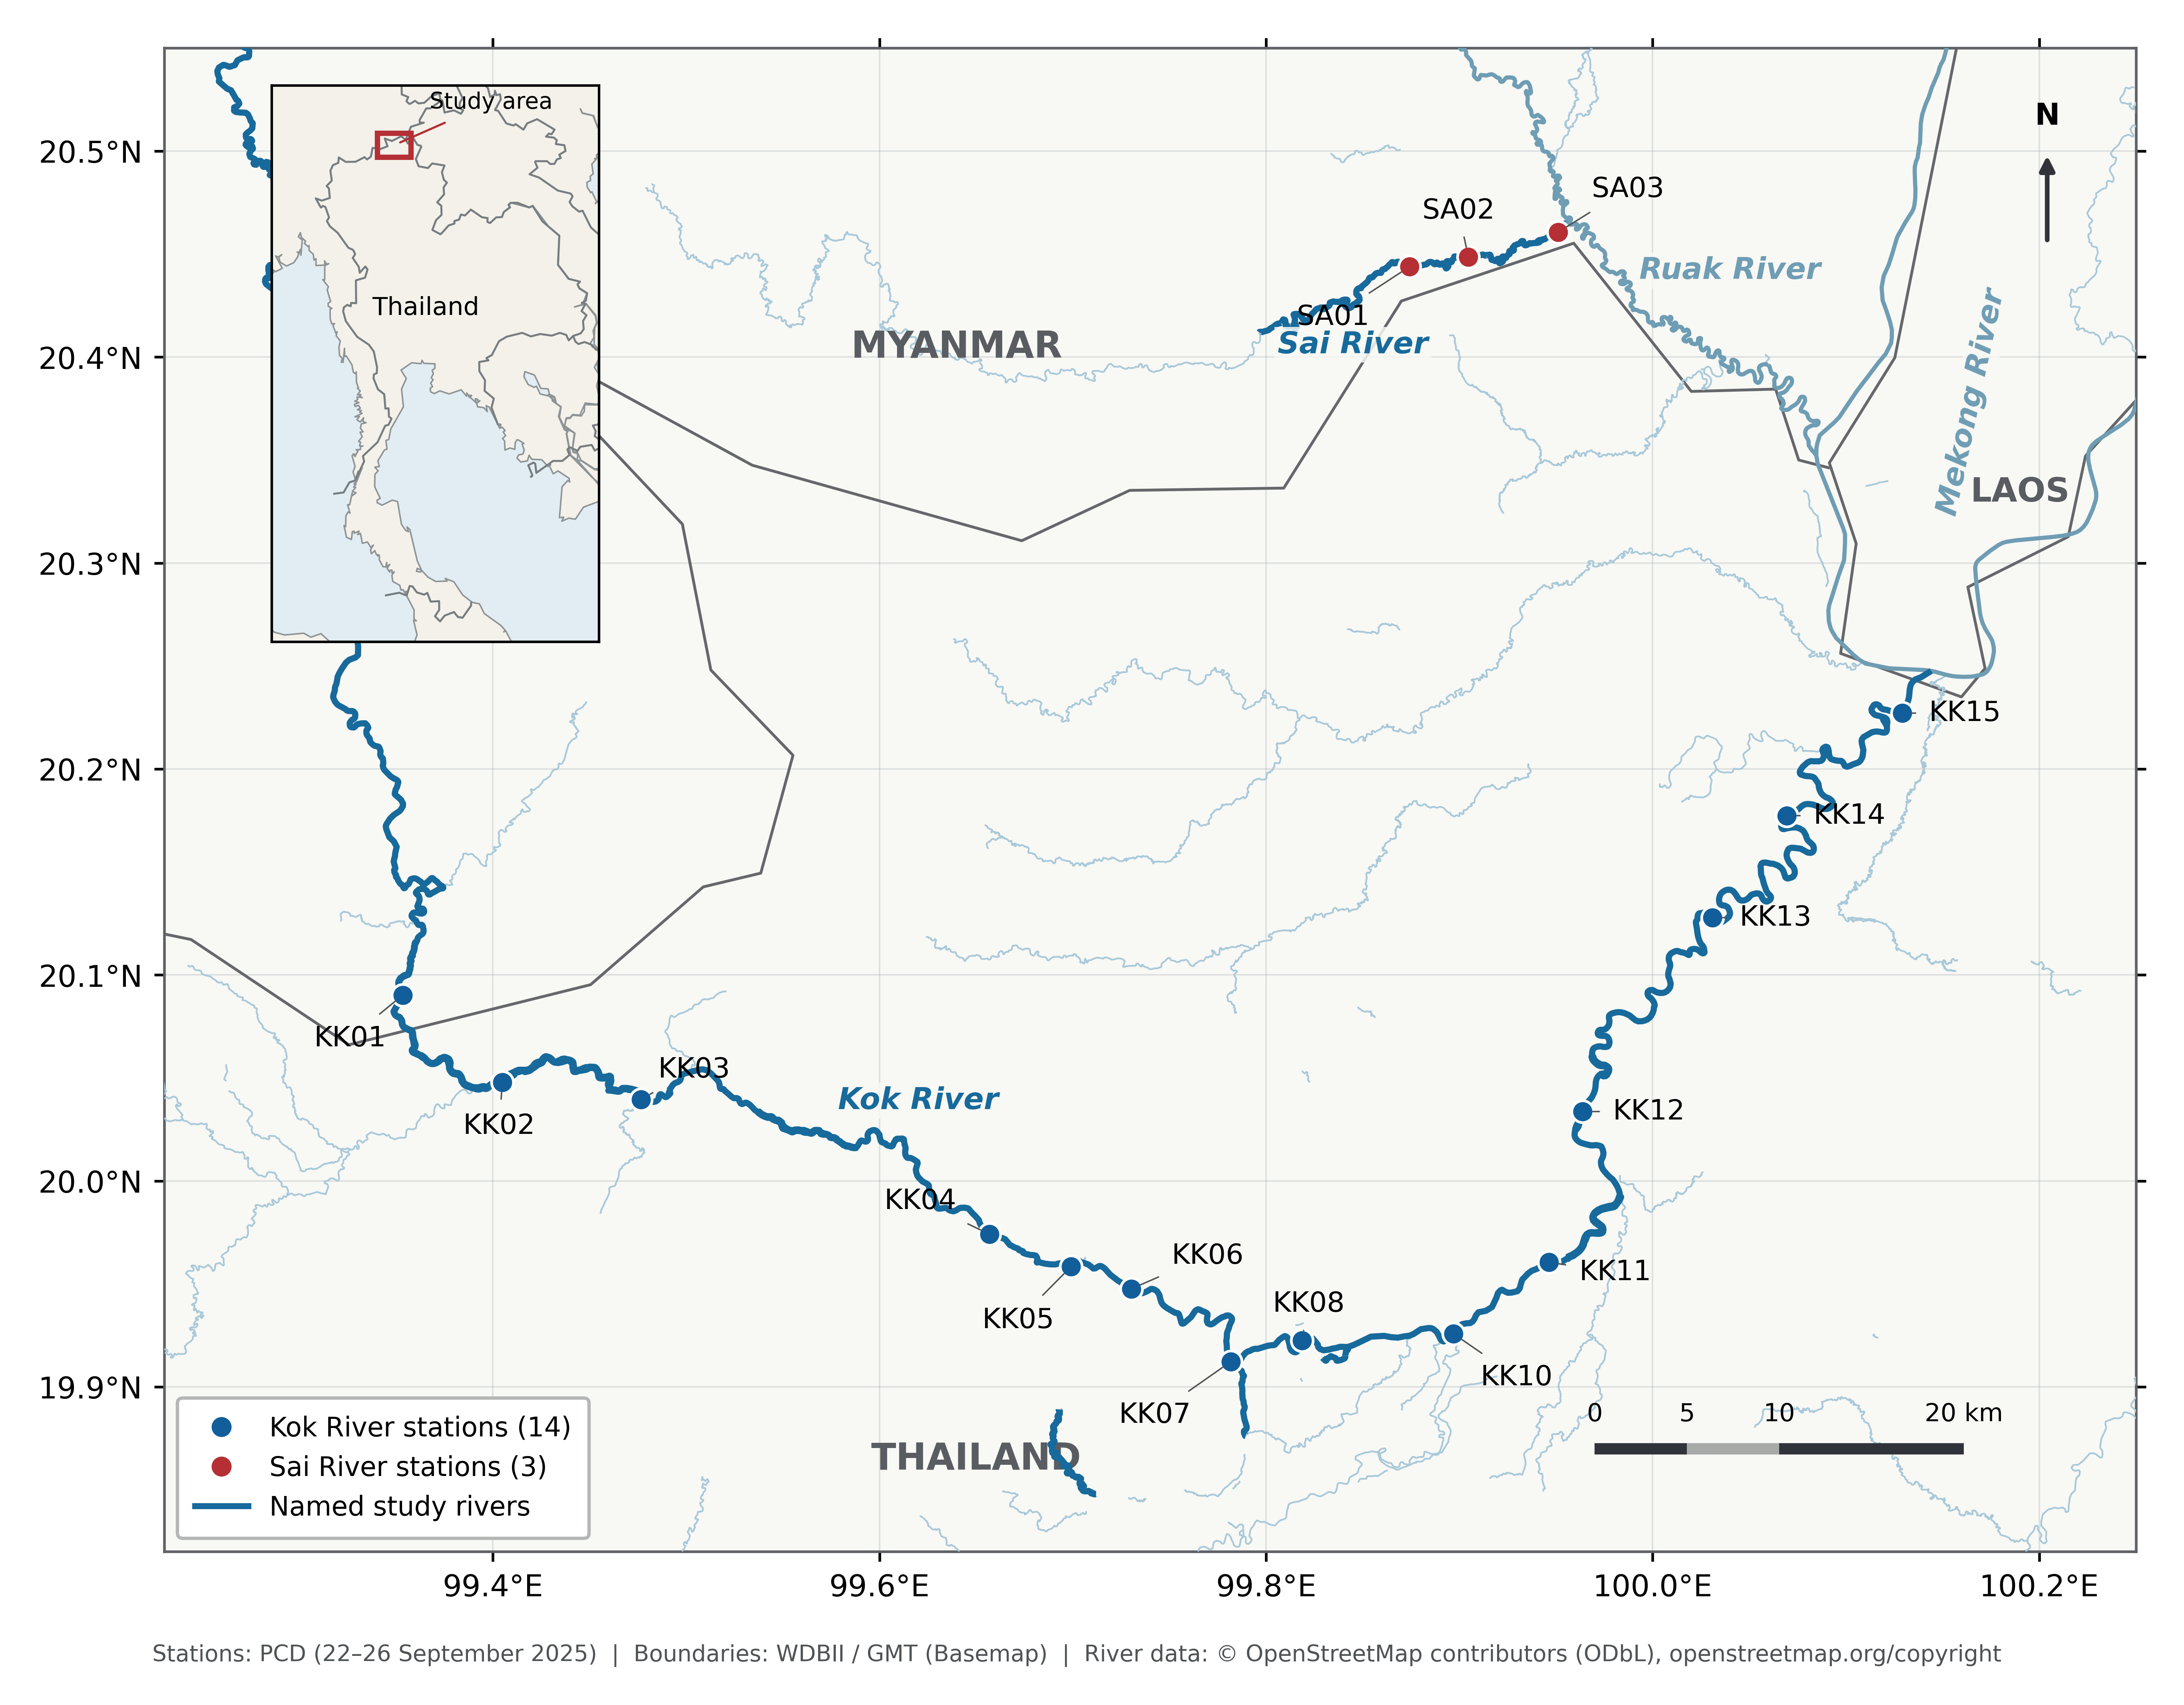 Study area
N
20.5°N
SA03
SA02
Ruak River
Thailand
SA01
MYANMAR
Sai River
20.4°N
Mekong River
LAOS
20.3°N
KK15
20.2°N
KK14
KK13
20.1°N
KK01
KK03
Kok River
KK12
KK02
20.0°N
KK04
KK06
KK11
KK08
KK05
KK10
19.9°N
KK07
0 5 10 20 km
Kok River stations (14)
THAILAND
Sai River stations (3)
Named study rivers
99.4°E 99.6°E 99.8°E 100.0°E 100.2°E
Stations: PCD (22–26 September 2025) | Boundaries: WDBII / GMT (Basemap) | River data: © OpenStreetMap contributors (ODbL), openstreetmap.org/copyright